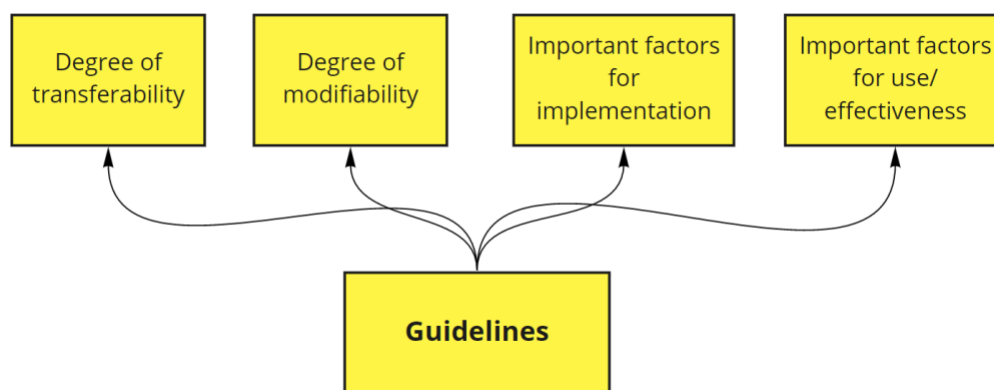 Degree of
transferability
Degree of
modifiability
Important factors
for
implementation
Important factors
for use/
effectiveness
Guidelines